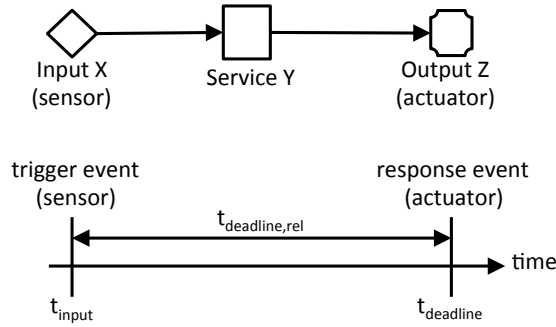 Input X
(sensor)
Service Y
Output Z
(actuator)
trigger event
(sensor)
response event
(actuator)
t_deadline,rel
time
t_input
t_deadline